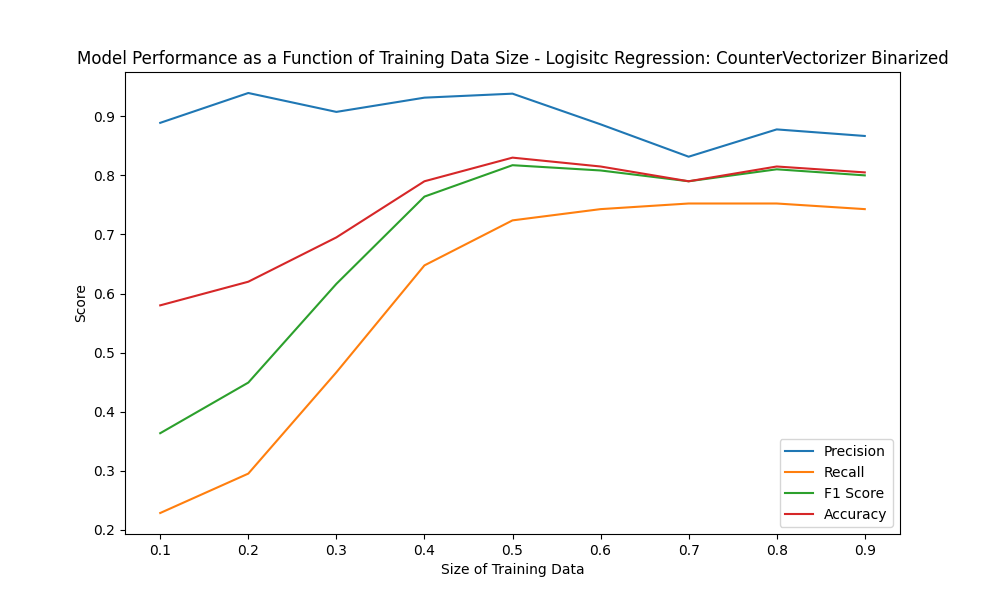 Model Performance as a Function of Training Data Size - Logisitc Regression: CounterVectorizer Binarized
Score
0.9
0.8
0.7
0.6
0.5
0.4
0.3
0.2
Precision
Recall
F1 Score
Accuracy
0.1 0.2 0.3 0.4 0.5 0.6 0.7 0.8 0.9
Size of Training Data